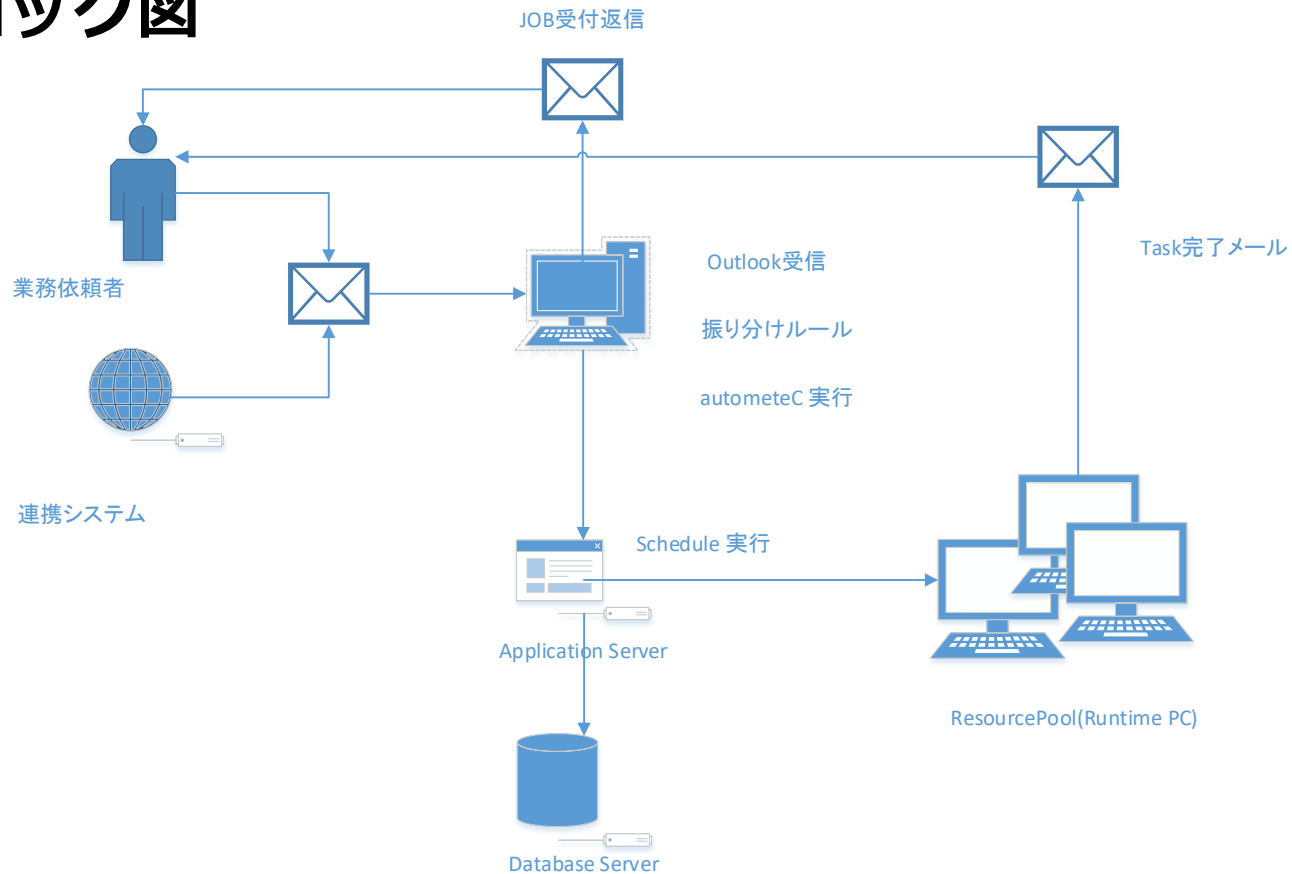 ック図
JOB受付返信
Task完了メール
Outlook受信
業務依頼者
振り分けルール
autometeC 実行
連携システム
Schedule 実行
Application Server
ResourcePool(Runtime PC)
Database Server